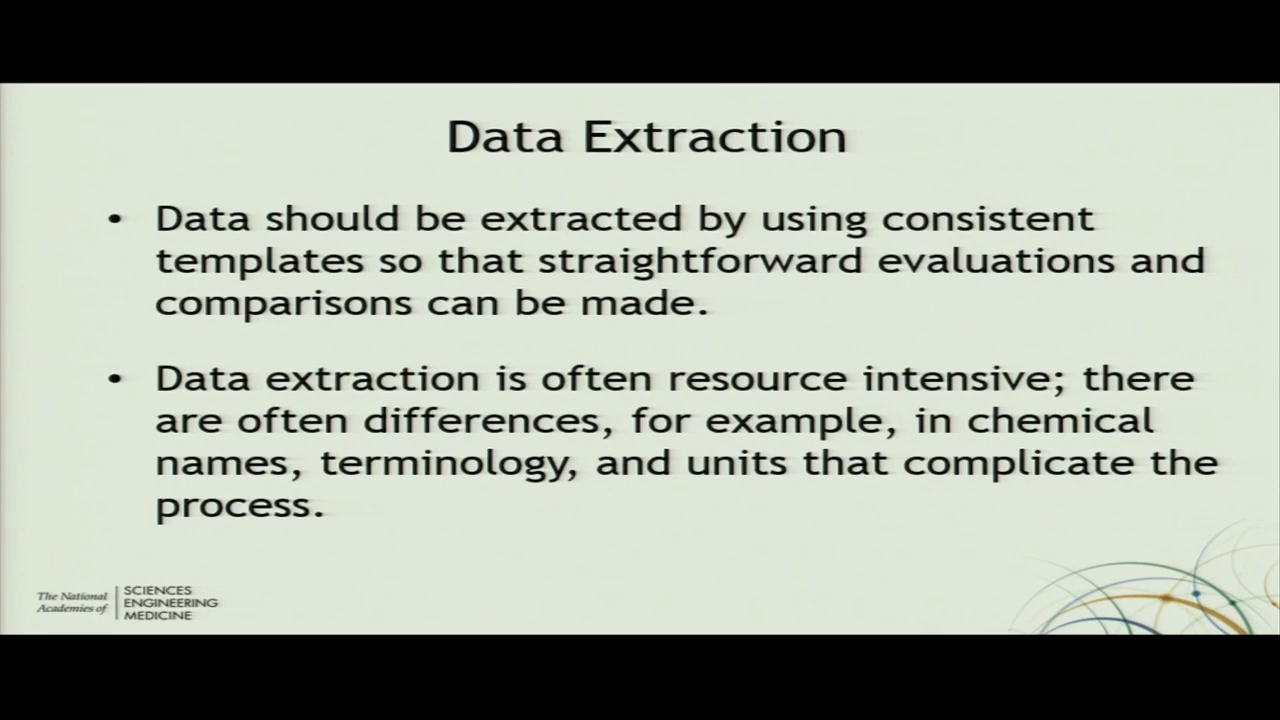 Data Extraction
• Data should be extracted by using consistent
templates so that straightforward evaluations and
comparisons can be made.
• Data extraction is often resource intensive; there
are often differences, for example, in chemical
names, terminology, and units that complicate the
process.
The National
Academies of
SCIENCES
ENGINEERING
MEDICINE